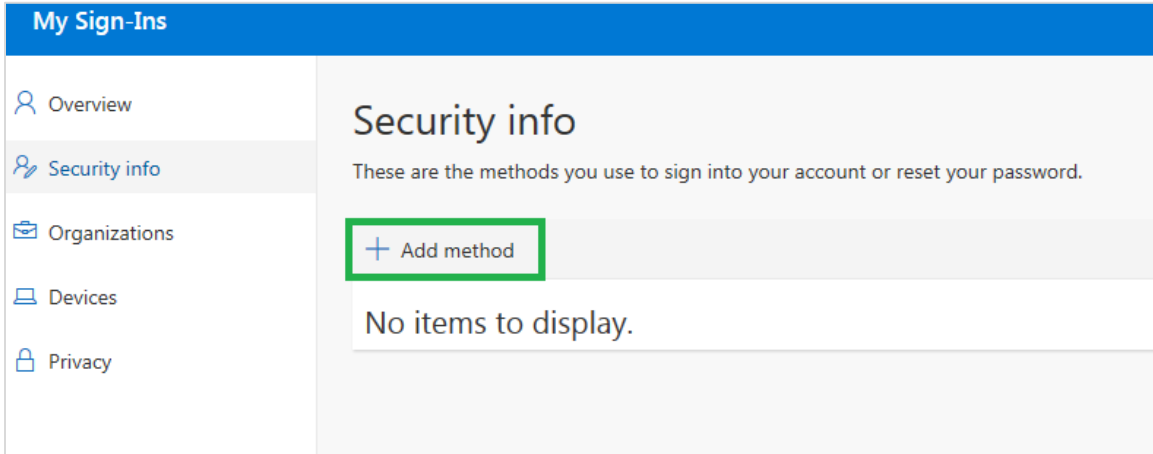 My Sign-Ins
Overview
Security info
Organizations
Devices
Privacy
Security info
These are the methods you use to sign into your account or reset your password.
Add method
No items to display.